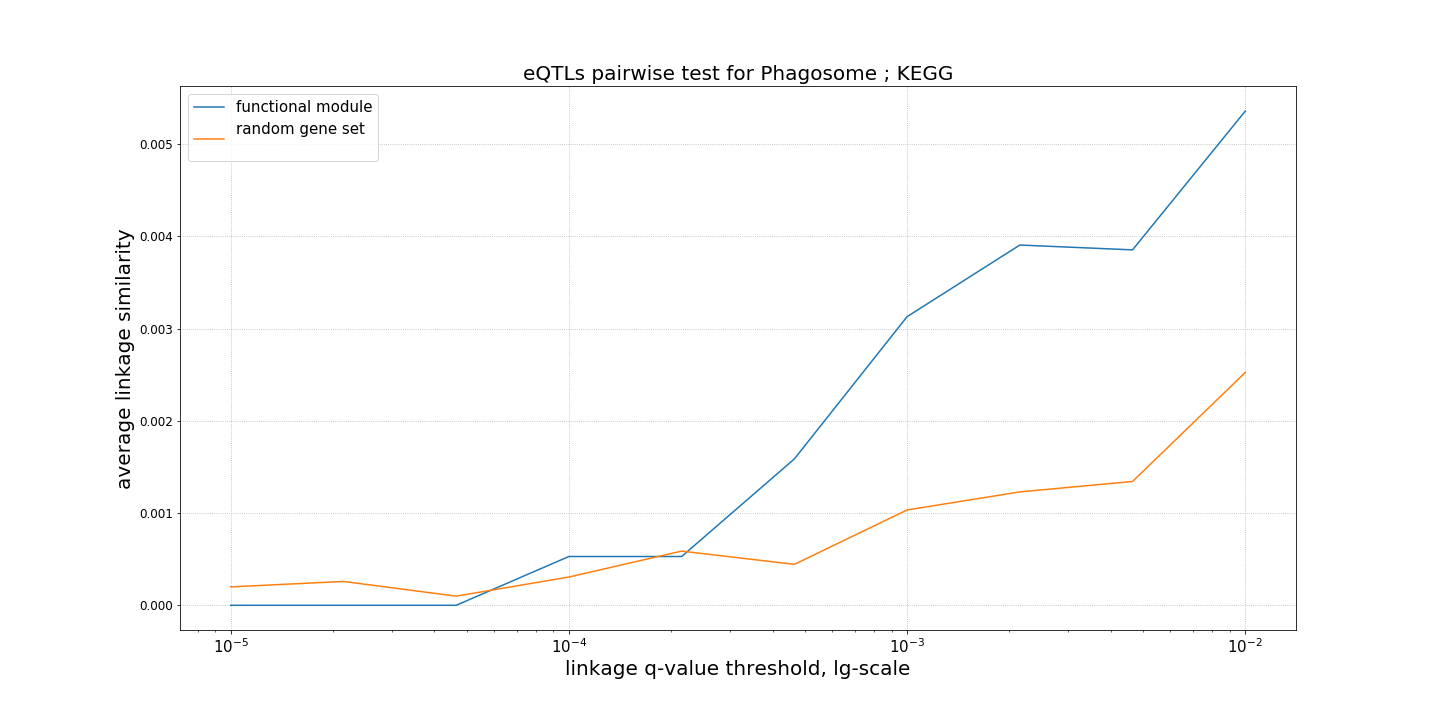 eQTLs pairwise test for Phagosome ; KEGG
functional module
random gene set
average linkage similarity
0.005
0.004
0.003
0.002
0.001
0.000
10⁻⁵ 10⁻⁴ 10⁻³ 10⁻²
linkage q-value threshold, lg-scale